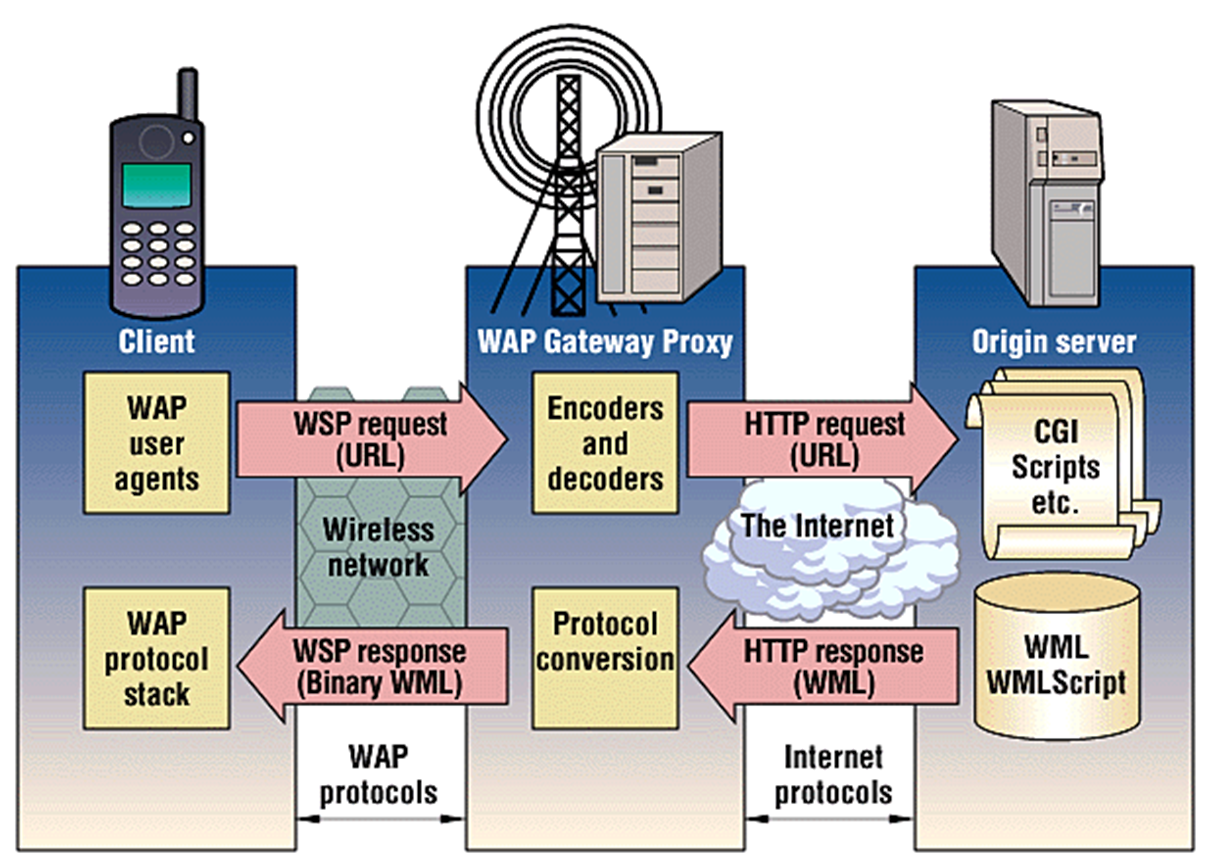 Client
WAP Gateway Proxy
Origin server
WAP
user
agents
WSP request
(URL)
Encoders
and
decoders
HTTP request
(URL)
CGI
Scripts
etc.
Wireless
network
The Internet
WAP
protocol
stack
WSP response
(Binary WML)
Protocol
conversion
HTTP response
(WML)
WML
WMLScript
WAP
protocols
Internet
protocols